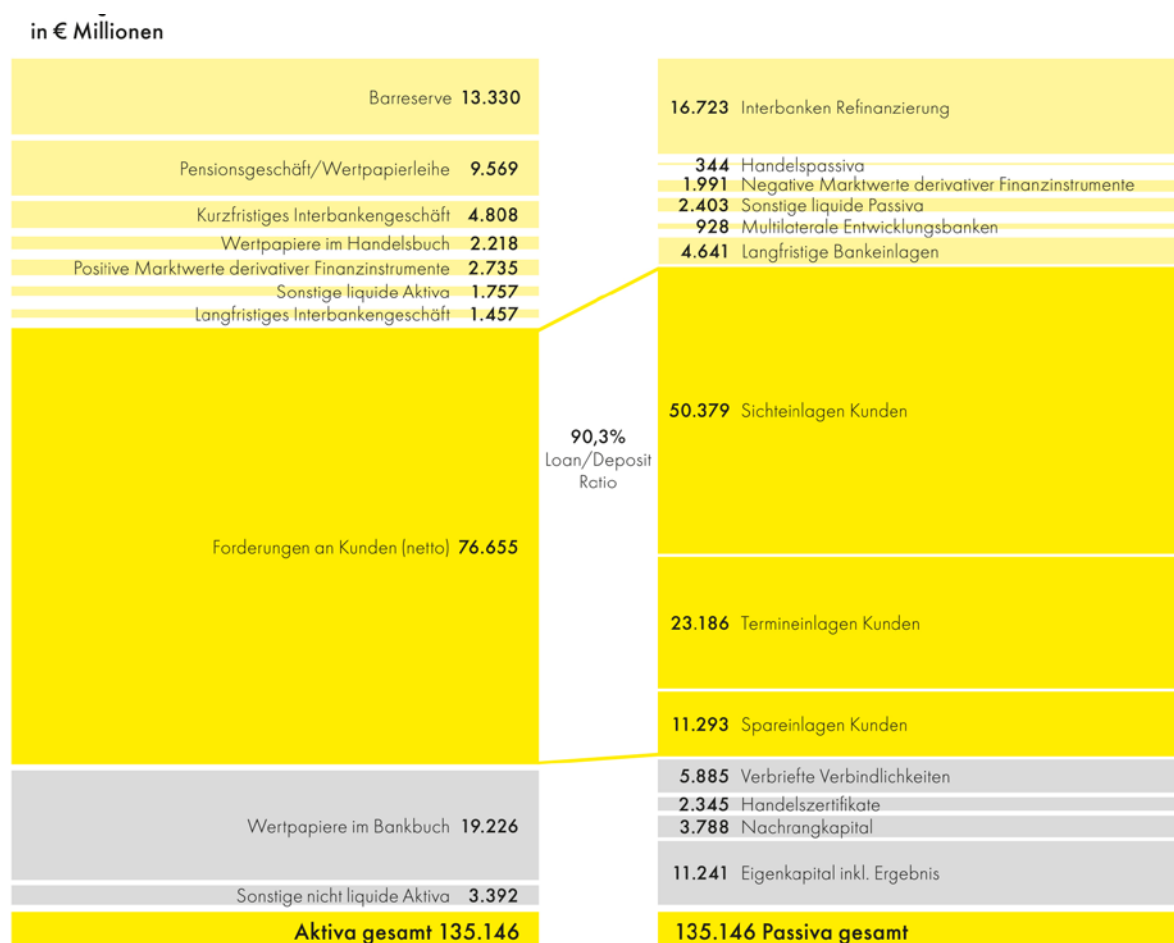 in € Millionen
Barreserve 13.330
Pensionsgeschäft/Wertpapierleihe 9.569
Kurzfristiges Interbankengeschäft 4.808
Wertpapiere im Handelsbuch 2.218
Positive Marktwerte derivativer Finanzinstrumente 2.735
Sonstige liquide Aktiva 1.757
Langfristiges Interbankengeschäft 1.457
Forderungen an Kunden (netto) 76.655
Wertpapiere im Bankbuch 19.226
Sonstige nicht liquide Aktiva 3.392
Aktiva gesamt 135.146
90,3%
Loan/Deposit
Ratio
16.723 Interbanken Refinanzierung
344 Handelspassiva
1.991 Negative Marktwerte derivativer Finanzinstrumente
2.403 Sonstige liquide Passiva
928 Multilaterale Entwicklungsbanken
4.641 Langfristige Bankeinlagen
50.379 Sichteinlagen Kunden
23.186 Termineinlagen Kunden
11.293 Spareinlagen Kunden
5.885 Verbriefte Verbindlichkeiten
2.345 Handelszertifikate
3.788 Nachrangkapital
11.241 Eigenkapital inkl. Ergebnis
135.146 Passiva gesamt